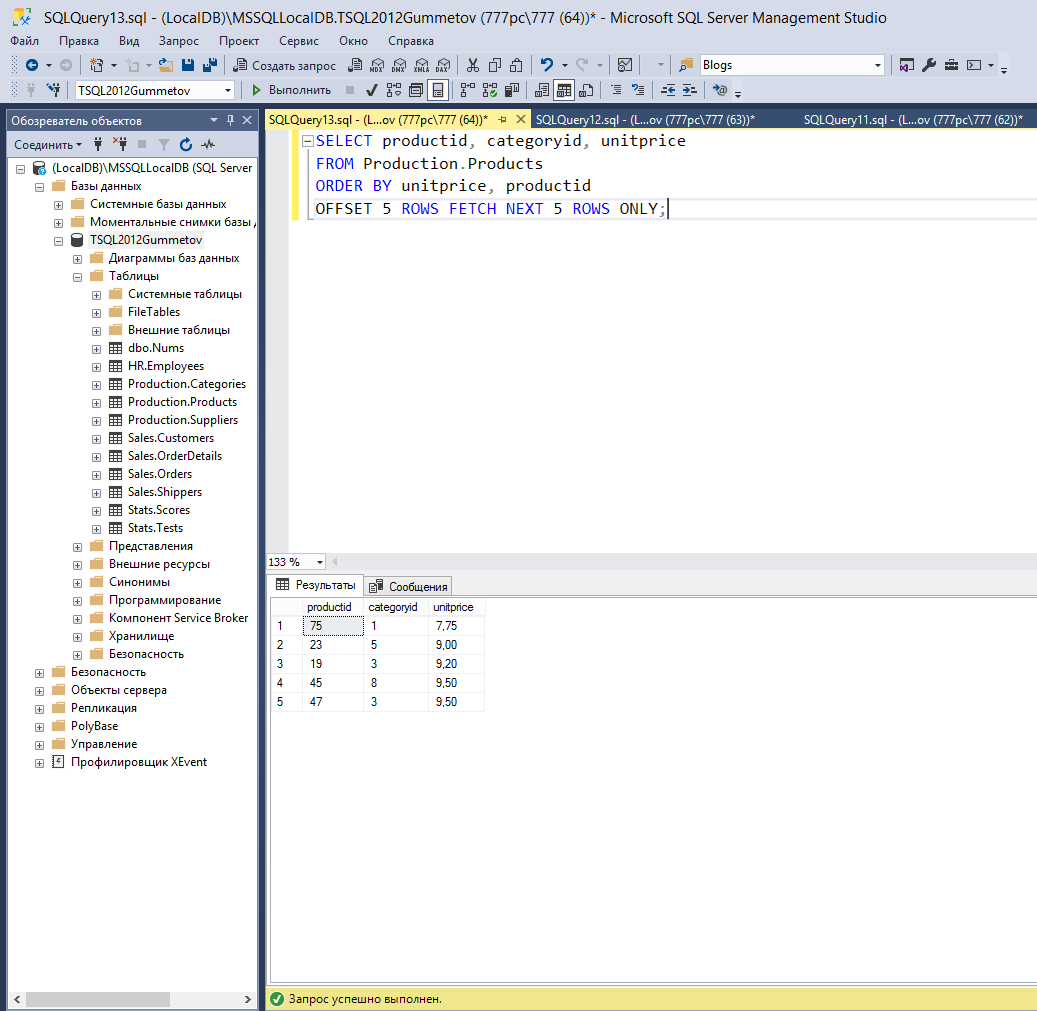 SQLQuery13.sql - (LocalDB)\MSSQLLocalDB.TSQL2012Gummetov (777pc\777 (64))* - Microsoft SQL Server Management Studio
Файл Правка Вид Запрос Проект Сервис Окно Справка
Создать запрос MDX DMX XMLA DAX Blogs
TSQL2012Gummetov Выполнить
Обозреватель объектов
SQLQuery13.sql - (L...ov (777pc\777 (64))* SQLQuery12.sql - (L...ov (777pc\777 (63))* SQLQuery11.sql - (L...ov (777pc\777 (62))*
Соединить
(LocalDB)\MSSQLLocalDB (SQL Server
Базы данных
Системные базы данных
Моментальные снимки базы
TSQL2012Gummetov
Диаграммы баз данных
Таблицы
Системные таблицы
FileTables
Внешние таблицы
dbo.Nums
HR.Employees
Production.Categories
Production.Products
Production.Suppliers
Sales.Customers
Sales.OrderDetails
Sales.Orders
Sales.Shippers
Stats.Scores
Stats.Tests
Представления
Внешние ресурсы
Синонимы
Программирование
Компонент Service Broker
Хранилище
Безопасность
Безопасность
Объекты сервера
Репликация
PolyBase
Управление
Профилировщик XEvent
SELECT productid, categoryid, unitprice
FROM Production.Products
ORDER BY unitprice, productid
OFFSET 5 ROWS FETCH NEXT 5 ROWS ONLY;
133 %
Результаты Сообщения
productid categoryid unitprice
1 75 1 7,75
2 23 5 9,00
3 19 3 9,20
4 45 8 9,50
5 47 3 9,50
Запрос успешно выполнен.